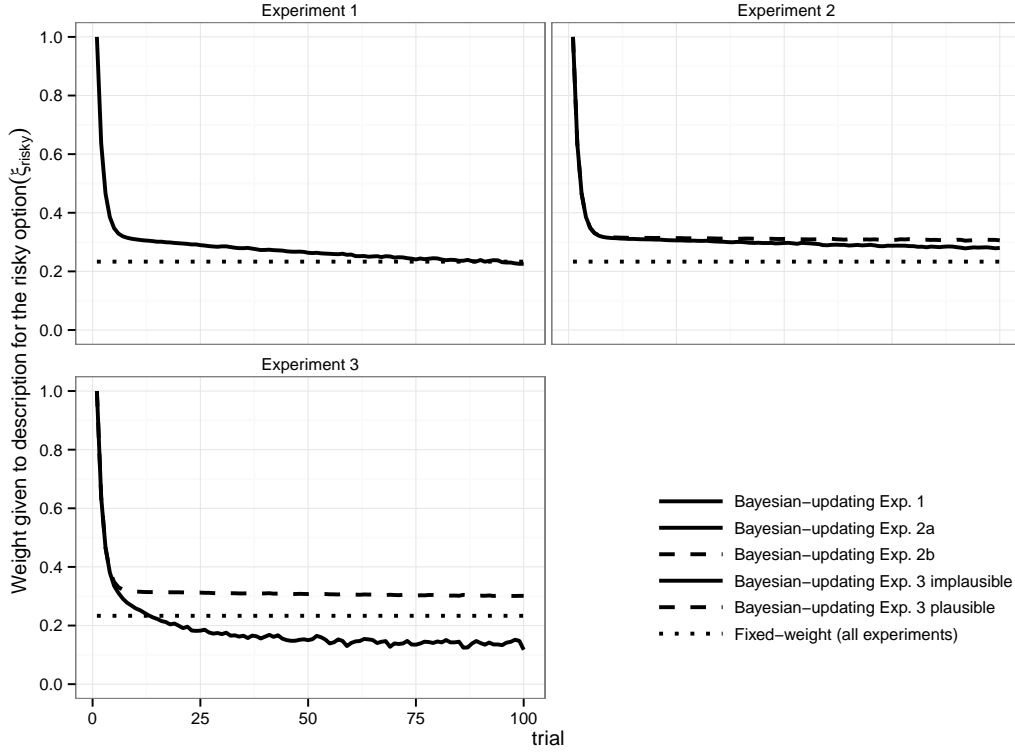 Experiment 1
Experiment 2
1.0
0.8
0.6
0.4
0.2
0.0
Experiment 3
1.0
0.8
0.6
0.4
0.2
0.0
0 25 50 75 100
trial
Weight given to description for the risky option(ξrisky)
Bayesian−updating Exp. 1
Bayesian−updating Exp. 2a
Bayesian−updating Exp. 2b
Bayesian−updating Exp. 3 implausible
Bayesian−updating Exp. 3 plausible
Fixed−weight (all experiments)